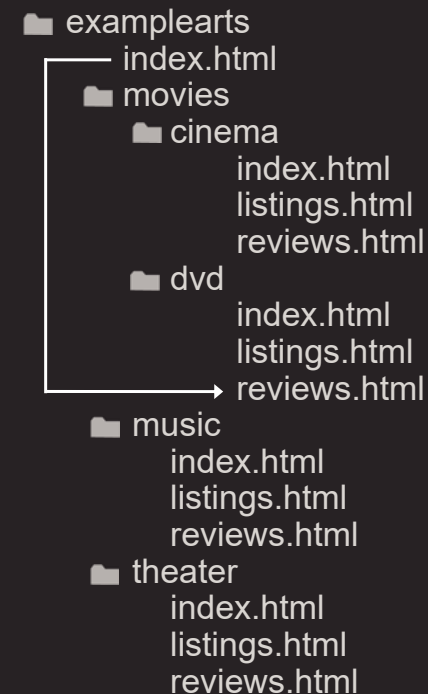 examplearts
index.html
movies
cinema
index.html
listings.html
reviews.html
dvd
index.html
listings.html
reviews.html
music
index.html
listings.html
reviews.html
theater
index.html
listings.html
reviews.html